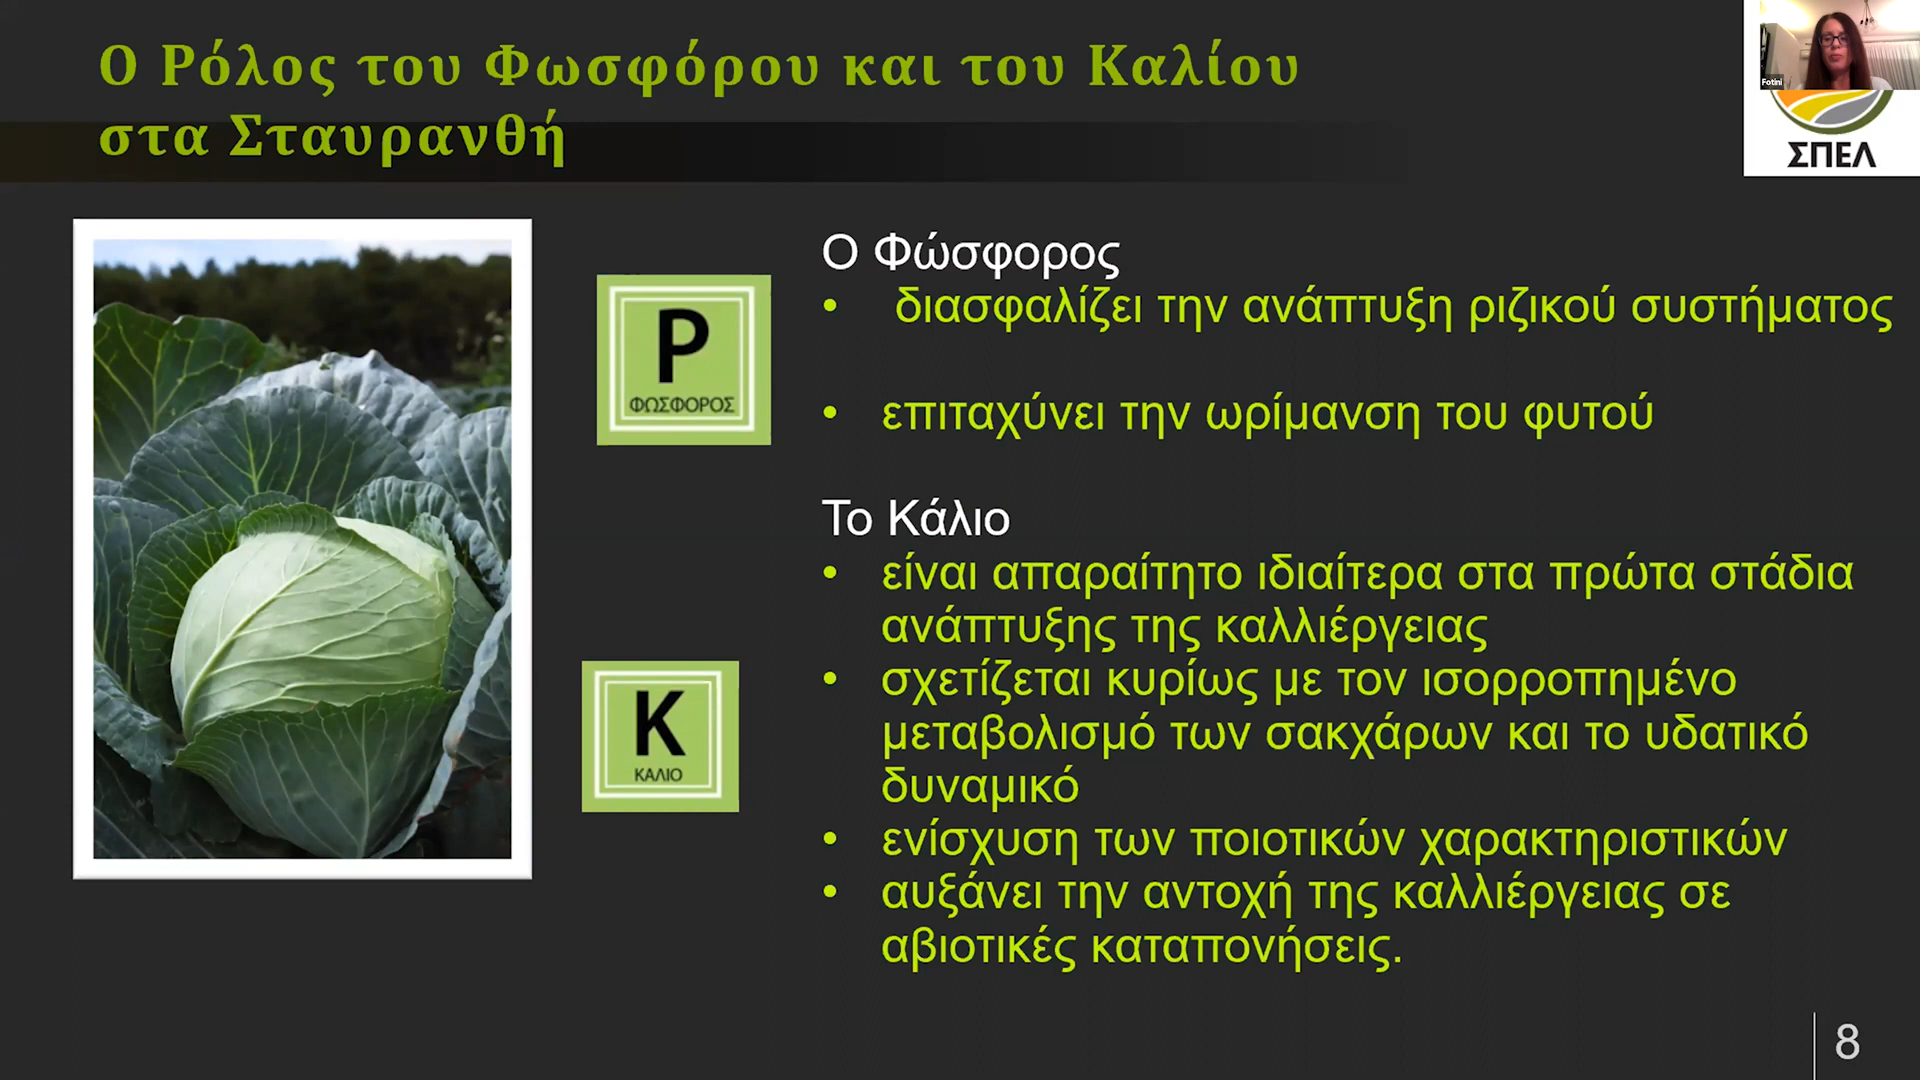 Ο Ρόλος του Φωσφόρου και του Καλίου
στα Σταυρανθή
Fotini
ΣΠΕΛ
P
ΦΩΣΦΟΡΟΣ
Ο Φώσφορος
• διασφαλίζει την ανάπτυξη ριζικού συστήματος
• επιταχύνει την ωρίμανση του φυτού
K
ΚΑΛΙΟ
Το Κάλιο
• είναι απαραίτητο ιδιαίτερα στα πρώτα στάδια
ανάπτυξης της καλλιέργειας
• σχετίζεται κυρίως με τον ισορροπημένο
μεταβολισμό των σακχάρων και το υδατικό
δυναμικό
• ενίσχυση των ποιοτικών χαρακτηριστικών
• αυξάνει την αντοχή της καλλιέργειας σε
αβιοτικές καταπονήσεις.
8